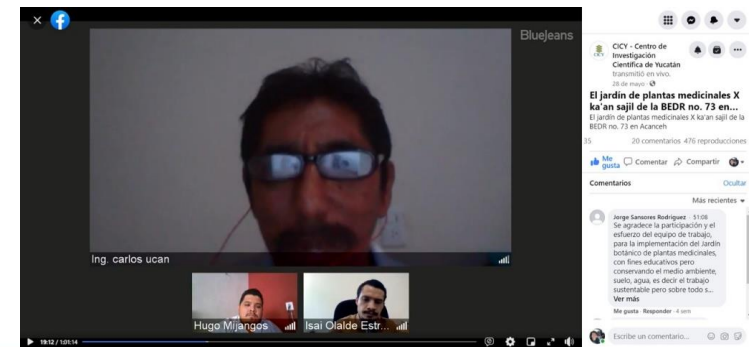 BlueJeans
Ing. carlos ucan
Hugo Mijangos
Isai Olalde Estr...
19:12 / 1:01:14
CICY - Centro de
Investigación
Científica de Yucatán
transmitió en vivo.
28 de mayo
El jardín de plantas medicinales X
ka'an sajil de la BEDR no. 73 en...
El jardín de plantas medicinales X ka'an sajil de la
BEDR no. 73 en Acanceh
35
20 comentarios 476 reproducciones
Me gusta
Comentar
Compartir
Comentarios
Ocultar
Más recientes
Jorge Sansores Rodriguez 51:08
Se agradece la participación y el
esfuerzo del equipo de trabajo,
para la implementación del Jardín
botánico de plantas medicinales,
con fines educativos pero
conservando el medio ambiente,
suelo, agua, es decir el trabajo
sustentable pero sobre todo s...
Ver más
Me gusta · Responder · 4 sem
Escribe un comentario...